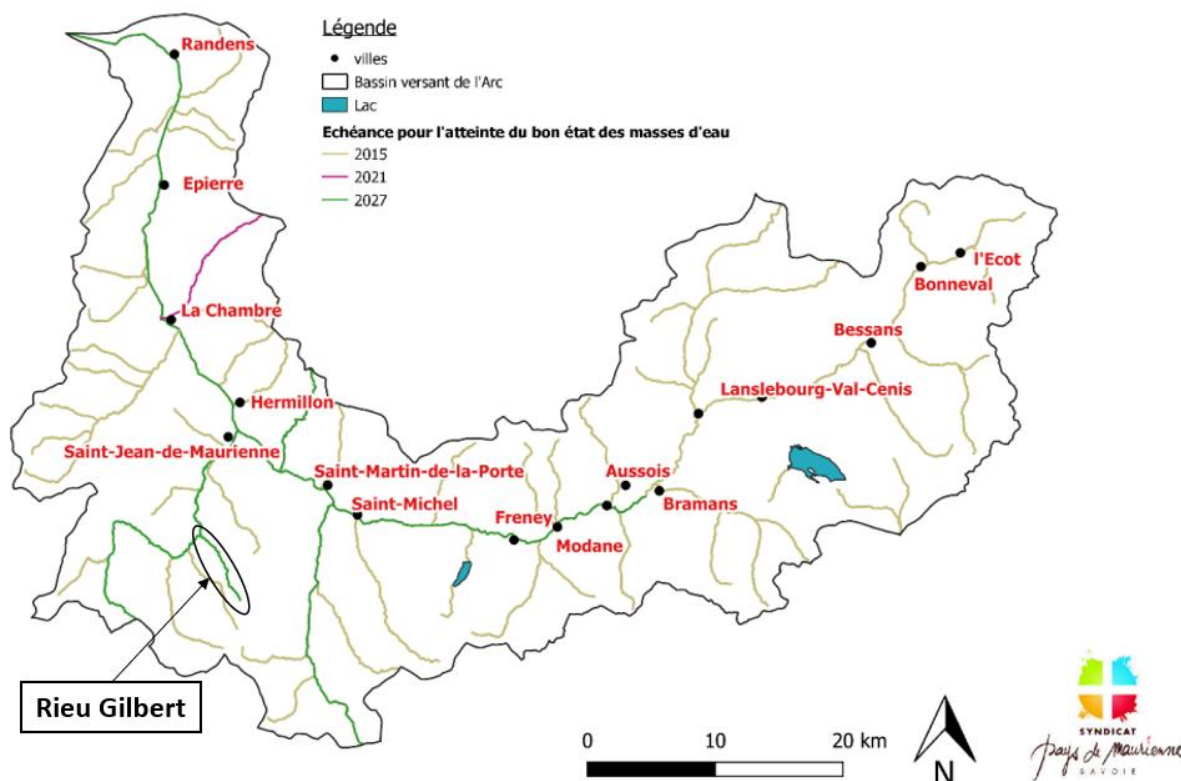 Légende
villes
Bassin versant de l'Arc
Lac
Echéance pour l'atteinte du bon état des masses d'eau
2015
2021
2027
Randens
Epierre
La Chambre
l'Ecot
Bonneval
Bessans
Lanslebourg-Val-Cenis
Hermillon
Saint-Jean-de-Maurienne
Saint-Martin-de-la-Porte
Aussois
Saint-Michel
Bramans
Freney
Modane
Rieu Gilbert
0 10 20 km
N
SYNDICAT
pays de Maurienne
SAVOIE